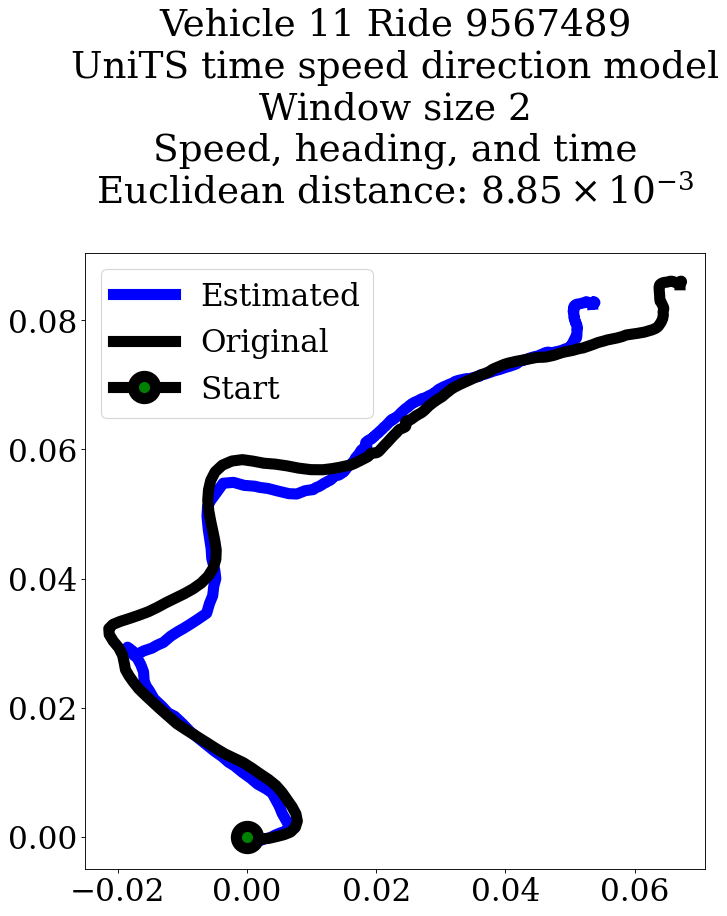 Vehicle 11 Ride 9567489
UniTS time speed direction model
Window size 2
Speed, heading, and time
Euclidean distance: 8.85 × 10⁻³
Estimated
Original
Start
0.08
0.06
0.04
0.02
0.00
−0.02 0.00 0.02 0.04 0.06